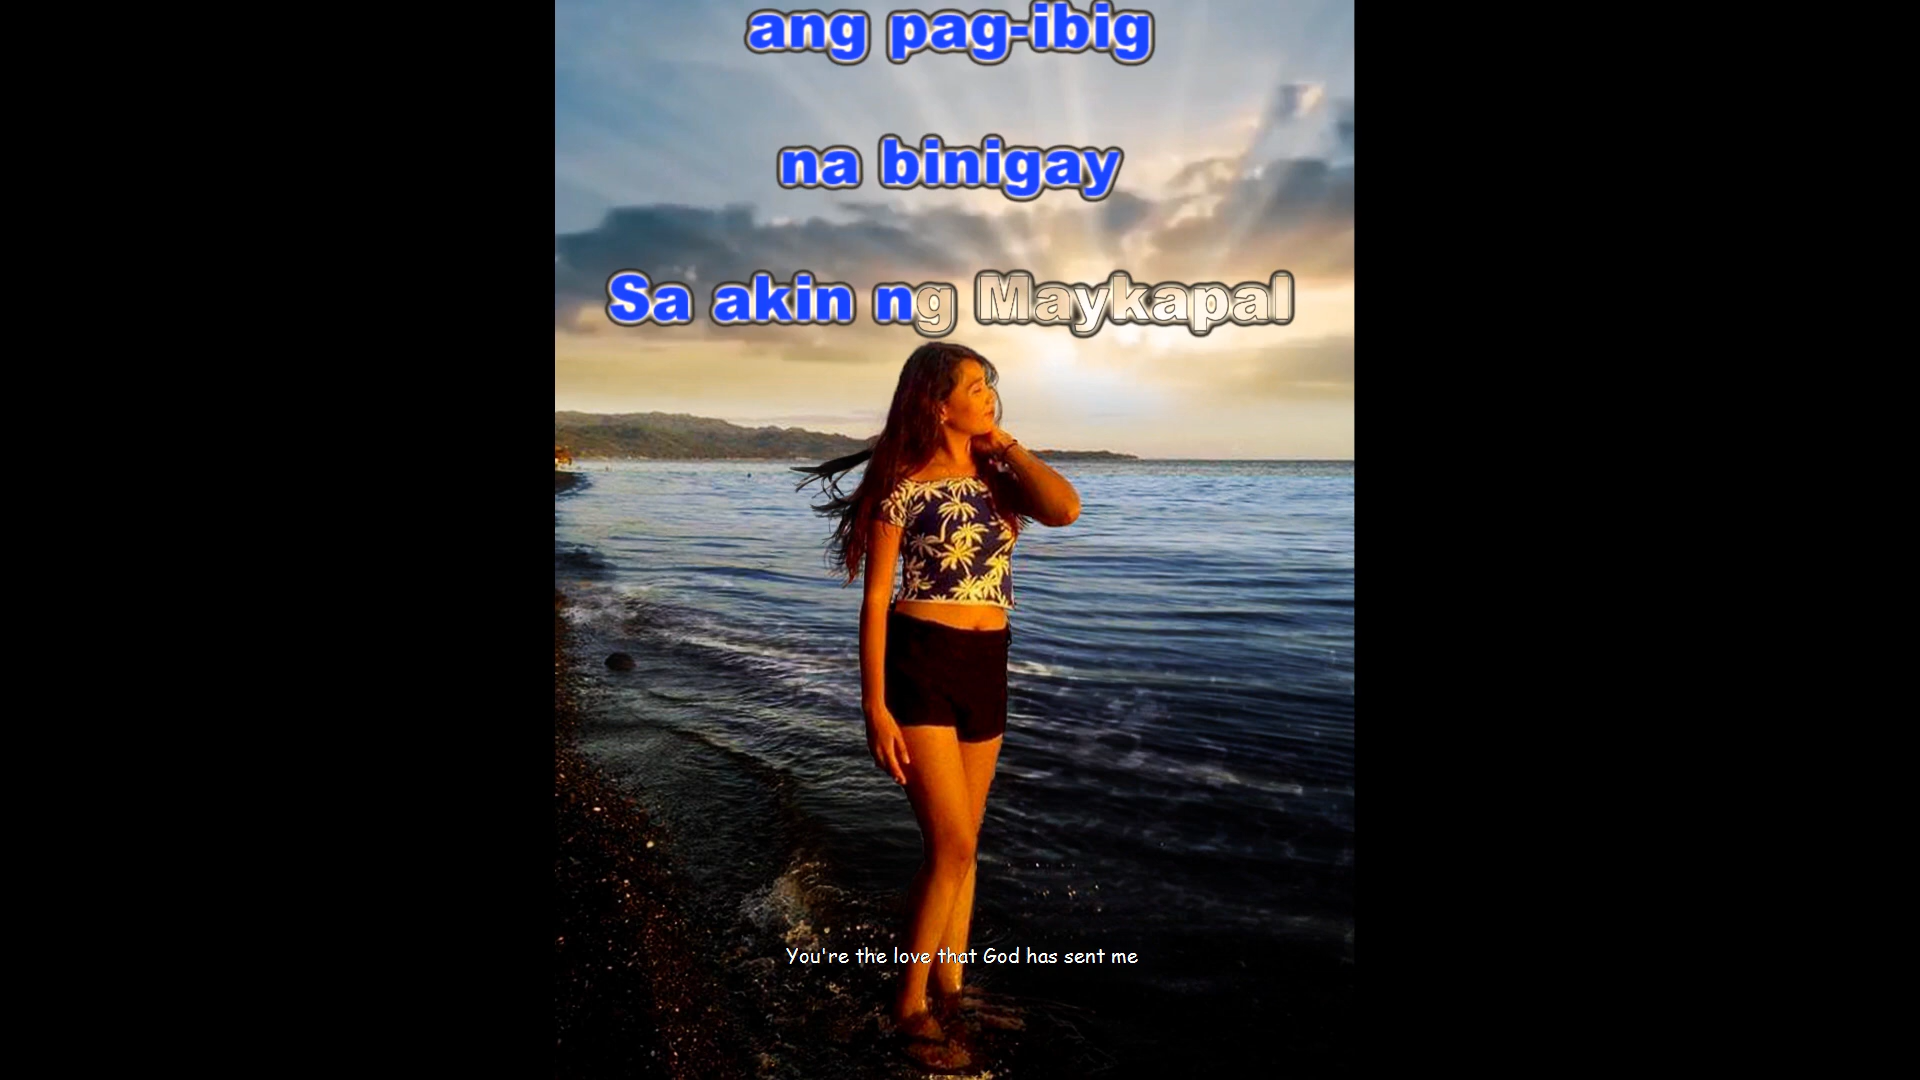 ang pag-ibig
na binigay
Sa akin ng Maykapal
You're the love that God has sent me